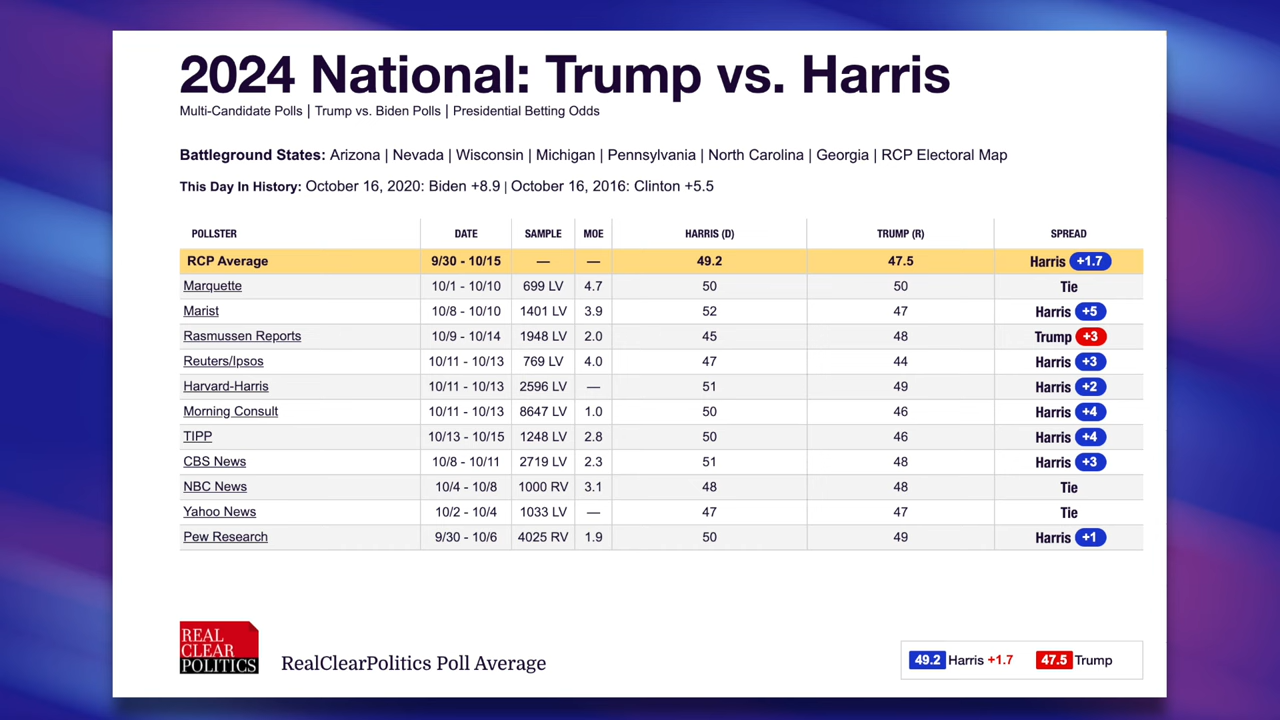 2024 National: Trump vs. Harris
Multi-Candidate Polls | Trump vs. Biden Polls | Presidential Betting Odds
Battleground States: Arizona | Nevada | Wisconsin | Michigan | Pennsylvania | North Carolina | Georgia | RCP Electoral Map
This Day In History: October 16, 2020: Biden +8.9 | October 16, 2016: Clinton +5.5
POLLSTER DATE SAMPLE MOE HARRIS (D) TRUMP (R) SPREAD
RCP Average 9/30 - 10/15 — — 49.2 47.5 Harris +1.7
Marquette 10/1 - 10/10 699 LV 4.7 50 50 Tie
Marist 10/8 - 10/10 1401 LV 3.9 52 47 Harris +5
Rasmussen Reports 10/9 - 10/14 1948 LV 2.0 45 48 Trump +3
Reuters/Ipsos 10/11 - 10/13 769 LV 4.0 47 44 Harris +3
Harvard-Harris 10/11 - 10/13 2596 LV — 51 49 Harris +2
Morning Consult 10/11 - 10/13 8647 LV 1.0 50 46 Harris +4
TIPP 10/13 - 10/15 1248 LV 2.8 50 46 Harris +4
CBS News 10/8 - 10/11 2719 LV 2.3 51 48 Harris +3
NBC News 10/4 - 10/8 1000 RV 3.1 48 48 Tie
Yahoo News 10/2 - 10/4 1033 LV — 47 47 Tie
Pew Research 9/30 - 10/6 4025 RV 1.9 50 49 Harris +1
REAL
CLEAR
POLITICS
RealClearPolitics Poll Average
49.2 Harris +1.7 47.5 Trump